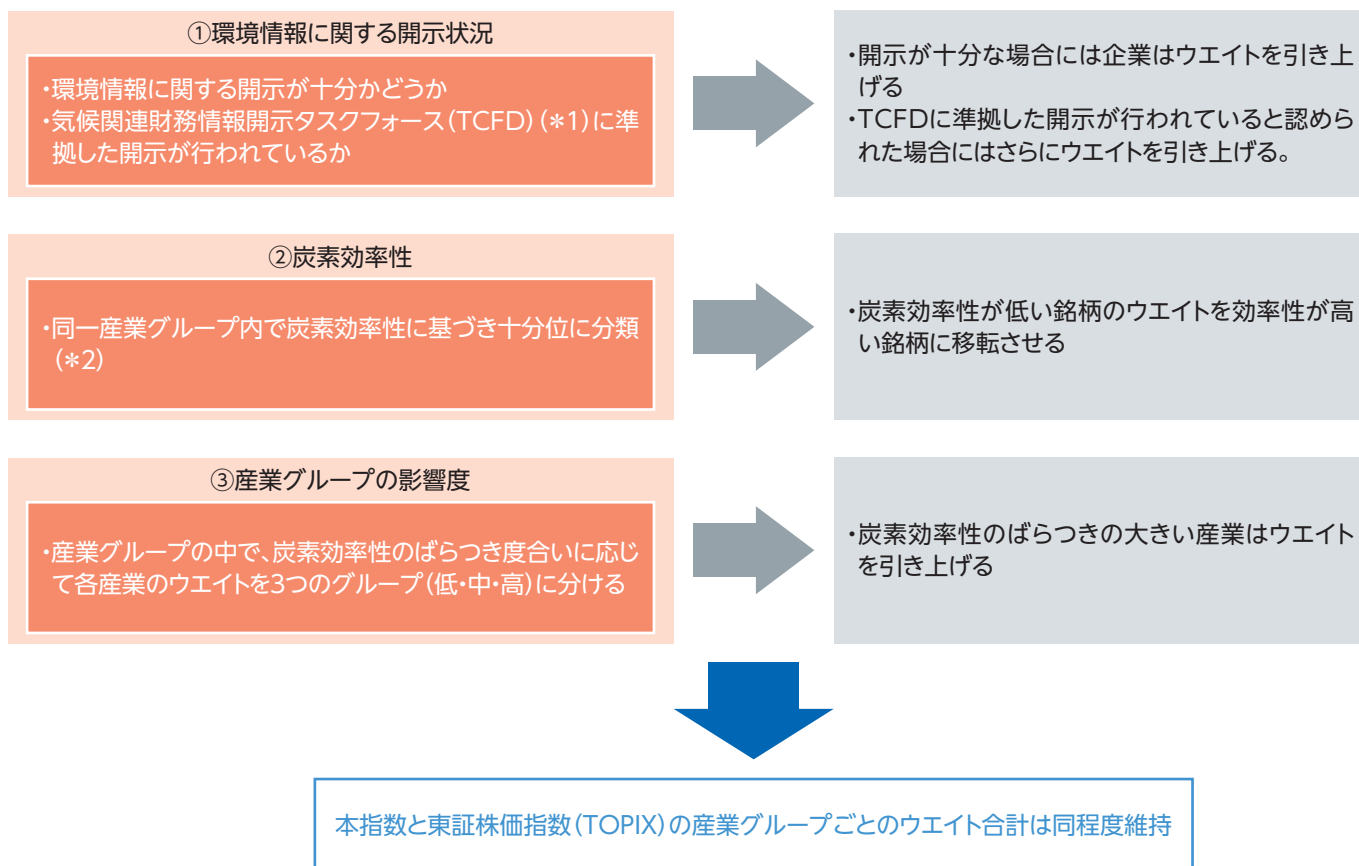 ①環境情報に関する開示状況
・環境情報に関する開示が十分かどうか
・気候関連財務情報開示タスクフォース(TCFD)(＊1)に準
拠した開示が行われているか
・開示が十分な場合には企業はウエイトを引き上
げる
・TCFDに準拠した開示が行われていると認めら
れた場合にはさらにウエイトを引き上げる。
②炭素効率性
・同一産業グループ内で炭素効率性に基づき十分位に分類
(＊2)
・炭素効率性が低い銘柄のウエイトを効率性が高
い銘柄に移転させる
③産業グループの影響度
・産業グループの中で、炭素効率性のばらつき度合いに応じ
て各産業のウエイトを3つのグループ(低・中・高)に分ける
・炭素効率性のばらつきの大きい産業はウエイト
を引き上げる
本指数と東証株価指数(TOPIX)の産業グループごとのウエイト合計は同程度維持